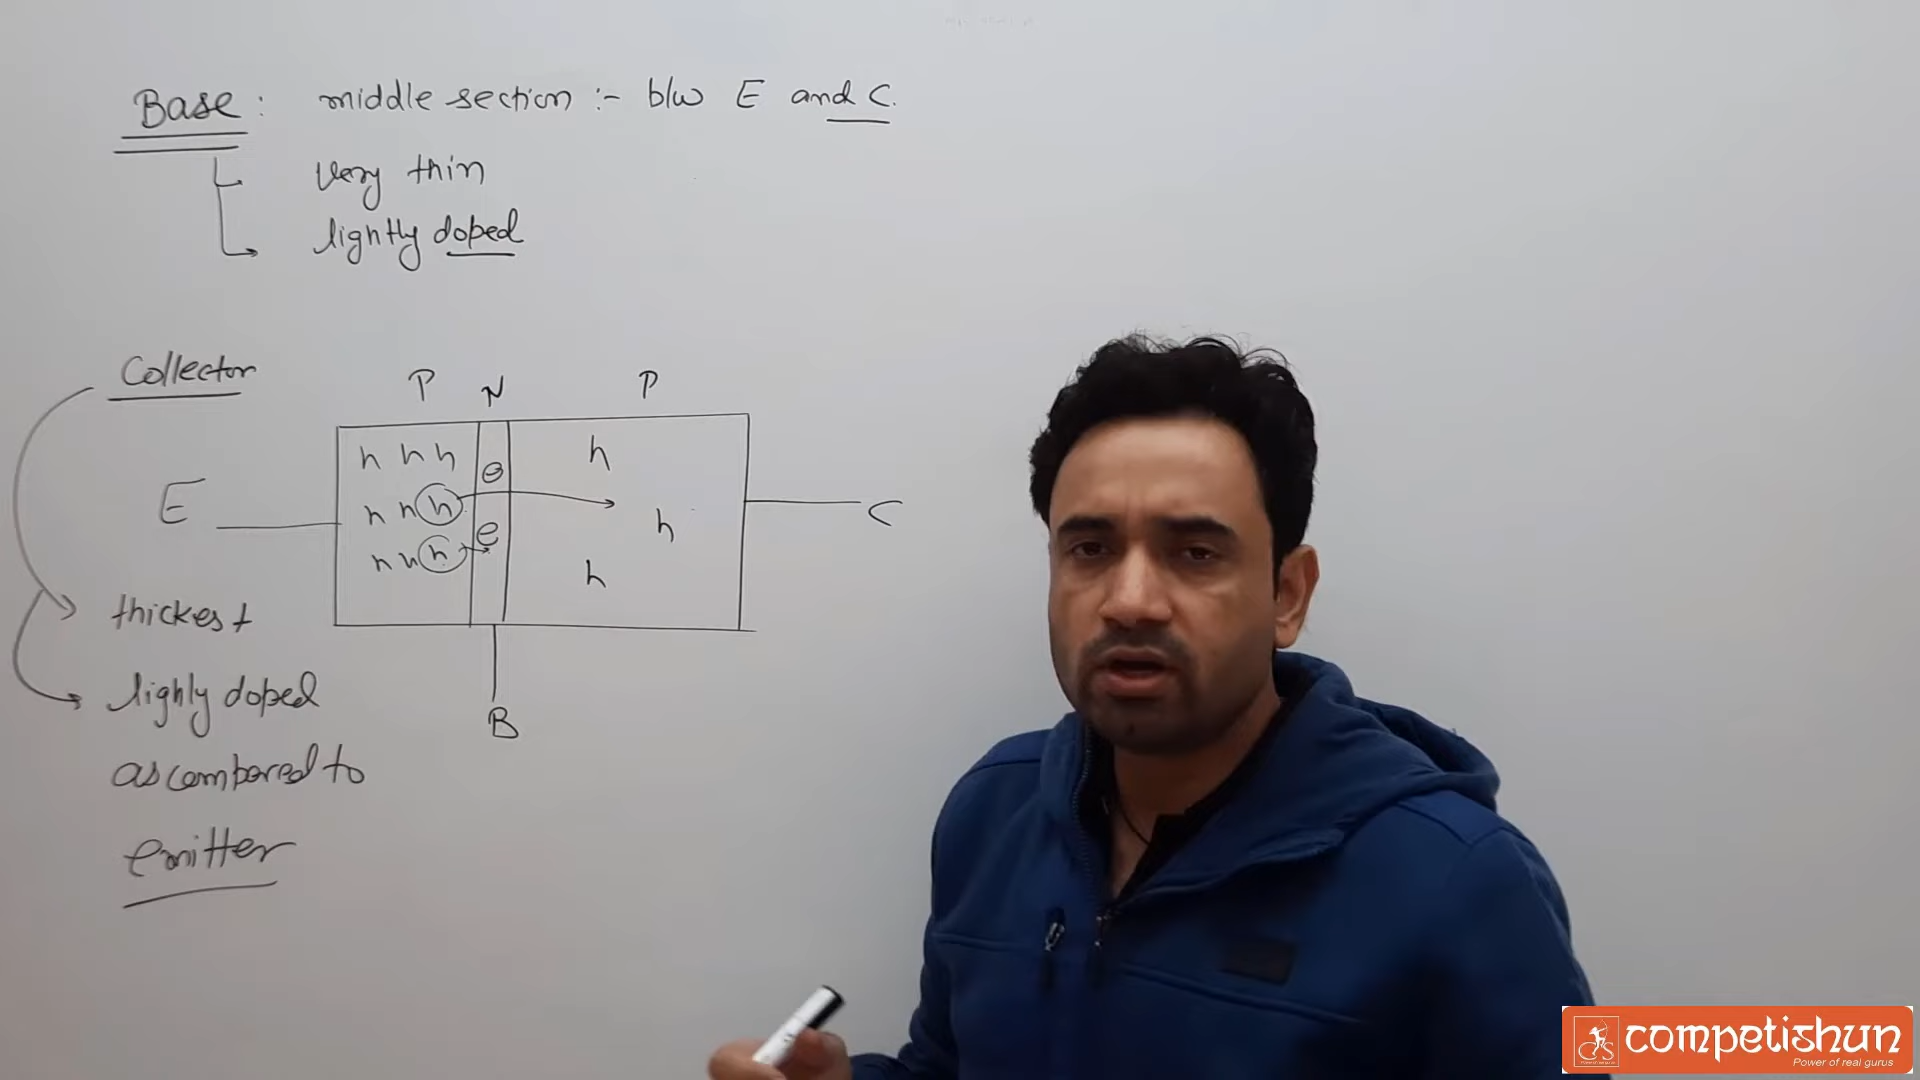 Base : middle section :- b/w E and C.
very thin
lightly doped
Collector
P N P
h h h e h
E
h h h e h
C
h h h h
thickest
lighly doped
B
as compared to
emitter
competishun
Power of real gurus